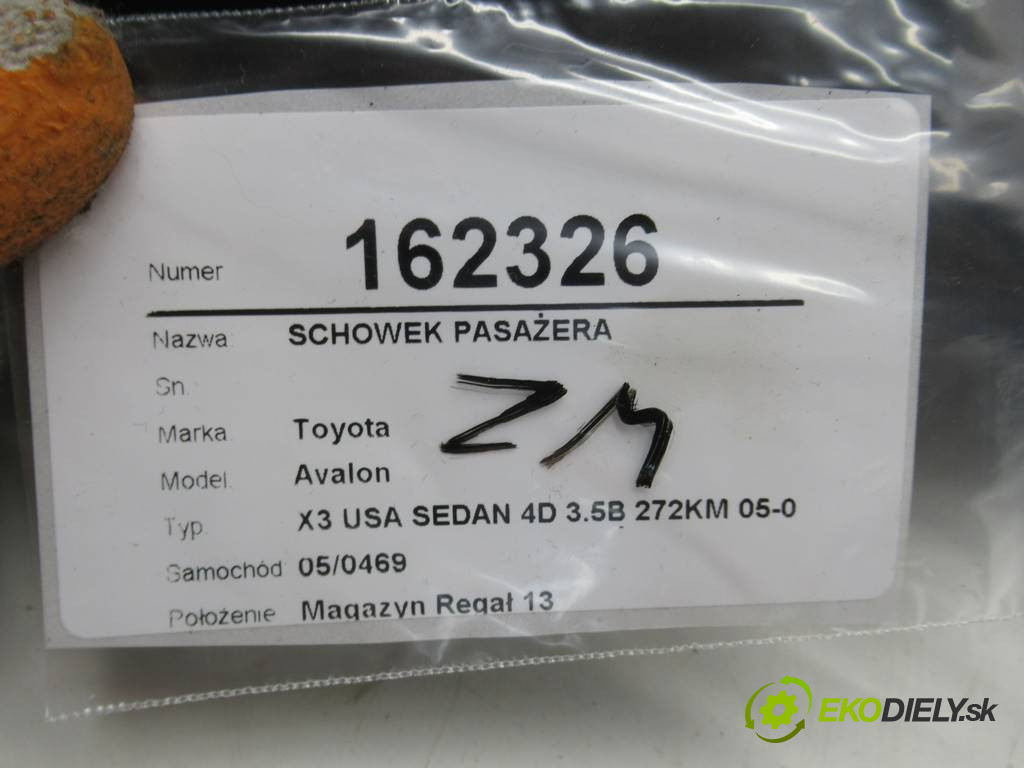 Numer 162326
Nazwa: SCHOWEK PASAŻERA
Sn.
Marka Toyota
ZM
Model. Avalon
Typ. X3 USA SEDAN 4D 3.5B 272KM 05-0
Samochód 05/0469
Położenie Magazyn Regał 13
EKODIELY.sk